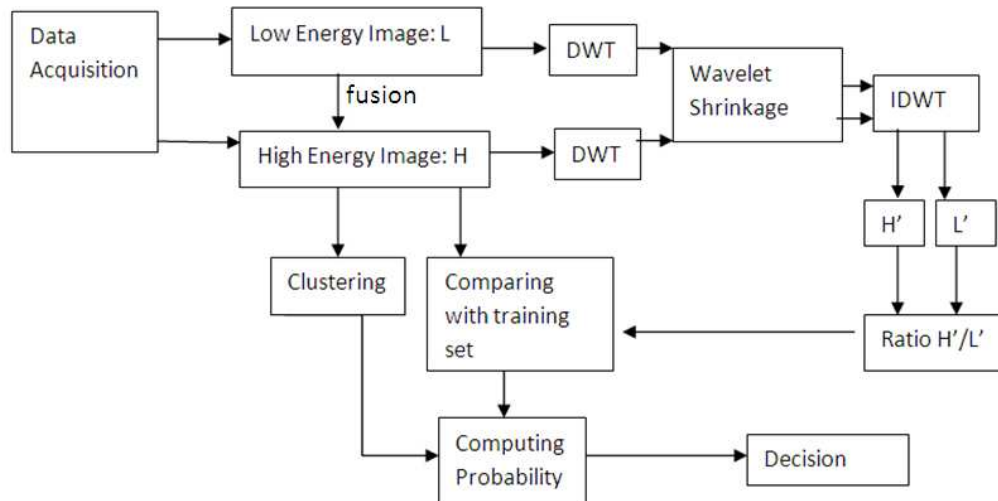 Data
Acquisition
Low Energy Image: L
DWT
Wavelet
Shrinkage
IDWT
fusion
High Energy Image: H
DWT
H’
L’
Clustering
Comparing
with training
set
Ratio H’/L’
Computing
Probability
Decision